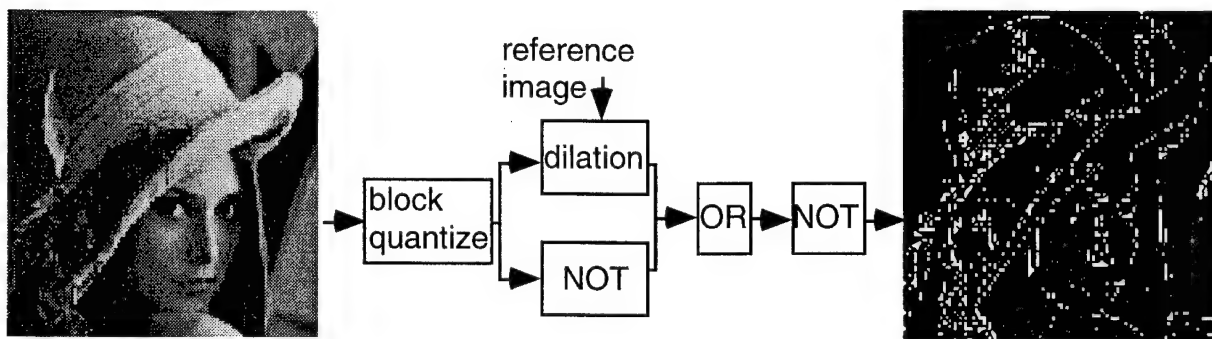 reference
image
dilation
block
quantize
NOT
OR
NOT